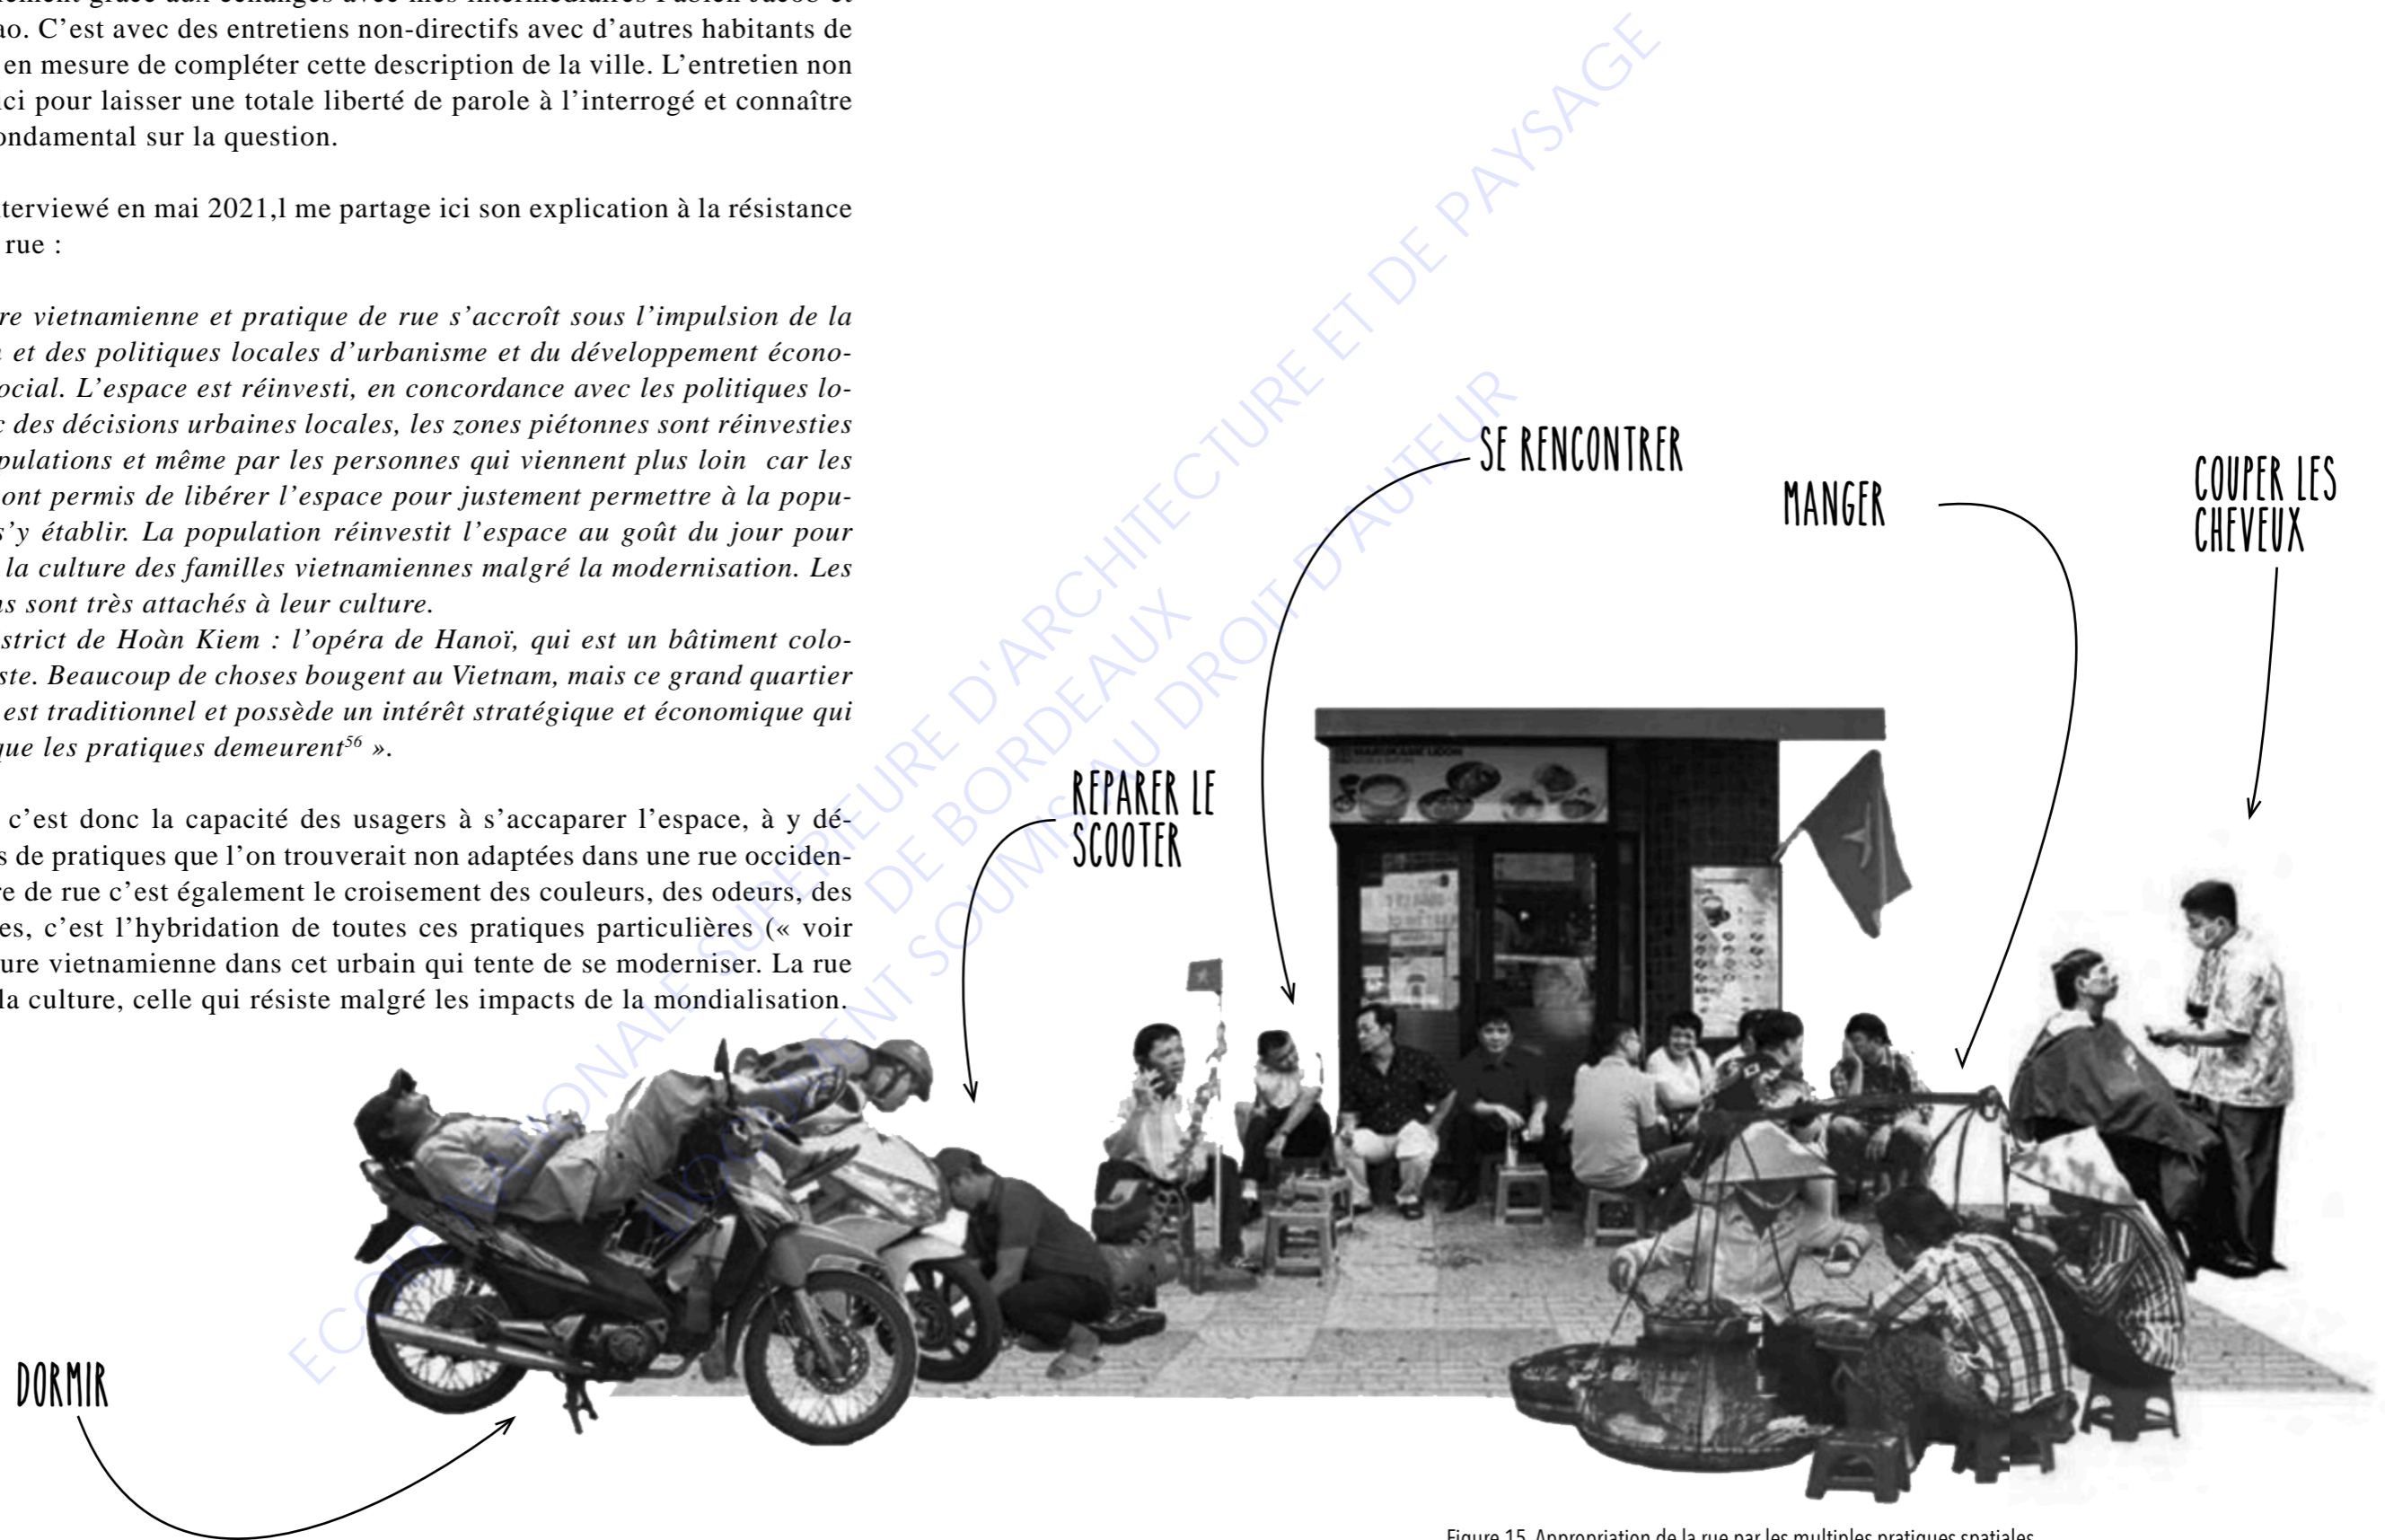 ao. C’est avec des entretiens non-directifs avec d’autres habitants de
en mesure de compléter cette description de la ville. L’entretien non
ici pour laisser une totale liberté de parole à l’interrogé et connaître
ondamental sur la question.
terviewé en mai 2021,l me partage ici son explication à la résistance
rue :
re vietnamienne et pratique de rue s’accroît sous l’impulsion de la
n et des politiques locales d’urbanisme et du développement écono-
ocial. L’espace est réinvesti, en concordance avec les politiques lo-
c des décisions urbaines locales, les zones piétonnes sont réinvesties
pulations et même par les personnes qui viennent plus loin car les
ont permis de libérer l’espace pour justement permettre à la popu-
s’y établir. La population réinvestit l’espace au goût du jour pour
la culture des familles vietnamiennes malgré la modernisation. Les
ns sont très attachés à leur culture.
strict de Hoàn Kiem : l’opéra de Hanoï, qui est un bâtiment colo-
ste. Beaucoup de choses bougent au Vietnam, mais ce grand quartier
est traditionnel et possède un intérêt stratégique et économique qui
que les pratiques demeurent56 ».
c’est donc la capacité des usagers à s’accaparer l’espace, à y dé-
s de pratiques que l’on trouverait non adaptées dans une rue occiden-
re de rue c’est également le croisement des couleurs, des odeurs, des
es, c’est l’hybridation de toutes ces pratiques particulières (« voir
ure vietnamienne dans cet urbain qui tente de se moderniser. La rue
la culture, celle qui résiste malgré les impacts de la mondialisation.
SE RENCONTRER
MANGER
COUPER LES
CHEVEUX
REPARER LE
SCOOTER
MARUKAME UDON
DORMIR
Figure 15. Appropriation de la rue par les multiples pratiques spatiales
ECOLE NATIONALE SUPERIEURE D'ARCHITECTURE ET DE PAYSAGE
DE BORDEAUX
DOCUMENT SOUMIS AU DROIT D'AUTEUR